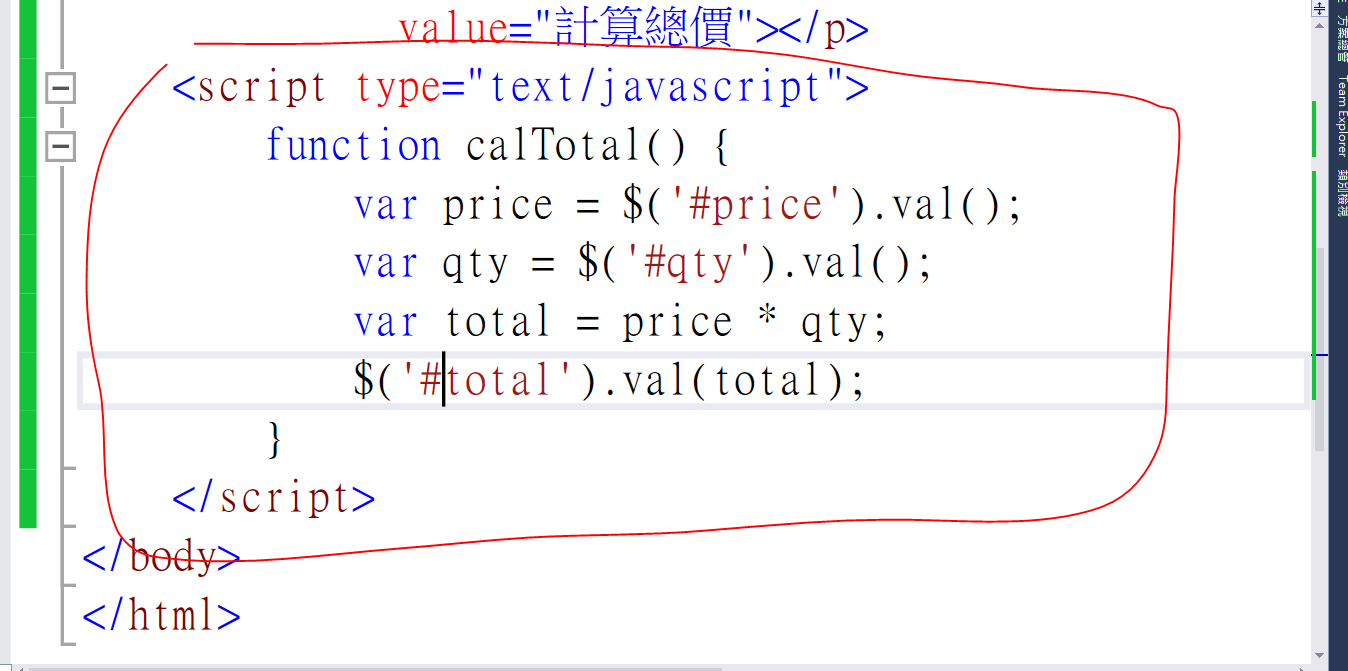 value="計算總價"></p>
<script type="text/javascript">
function calTotal() {
var price = $('#price').val();
var qty = $('#qty').val();
var total = price * qty;
$('#total').val(total);
}
</script>
</body>
</html>
方案總管
Team Explorer
類別檢視